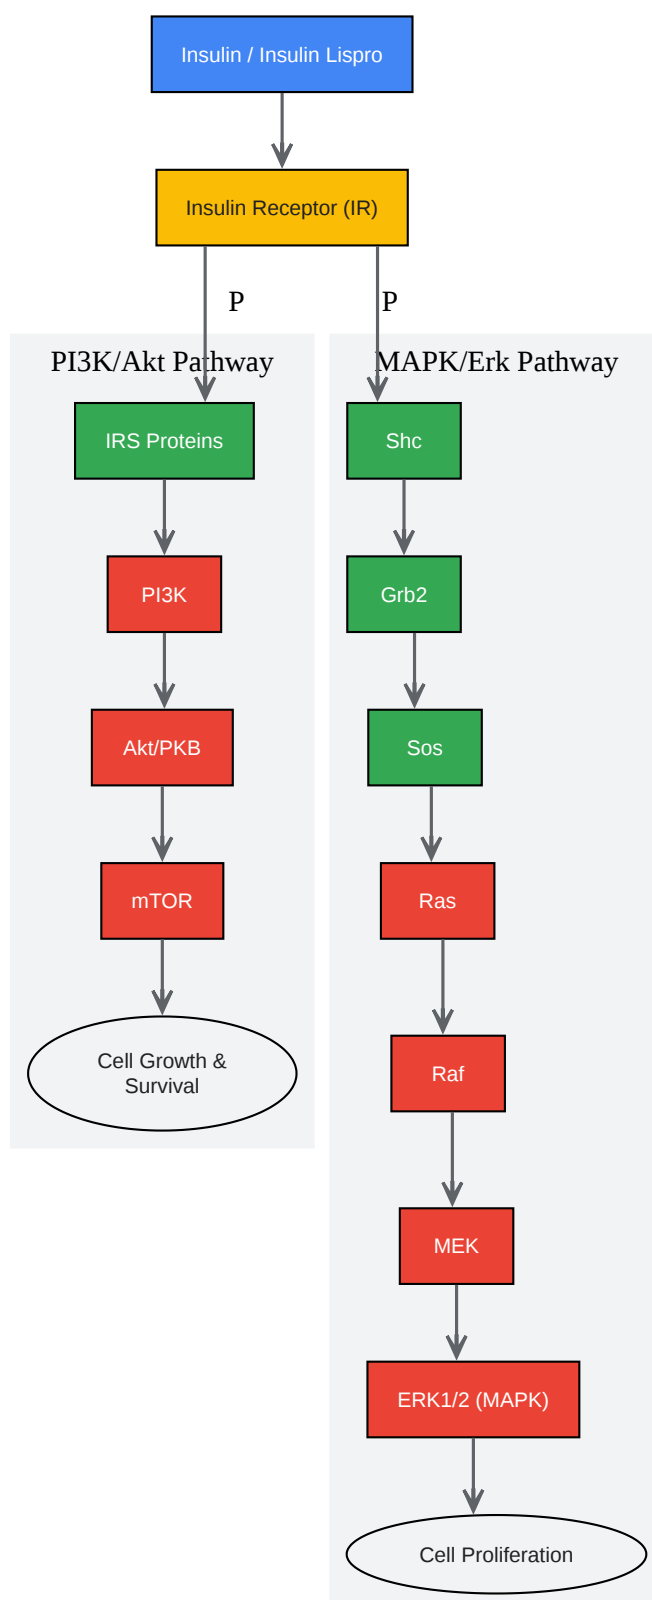 Insulin / Insulin Lispro
Insulin Receptor (IR)
P
P
PI3K/Akt Pathway
IRS Proteins
PI3K
Akt/PKB
mTOR
Cell Growth &
Survival
MAPK/Erk Pathway
Shc
Grb2
Sos
Ras
Raf
MEK
ERK1/2 (MAPK)
Cell Proliferation